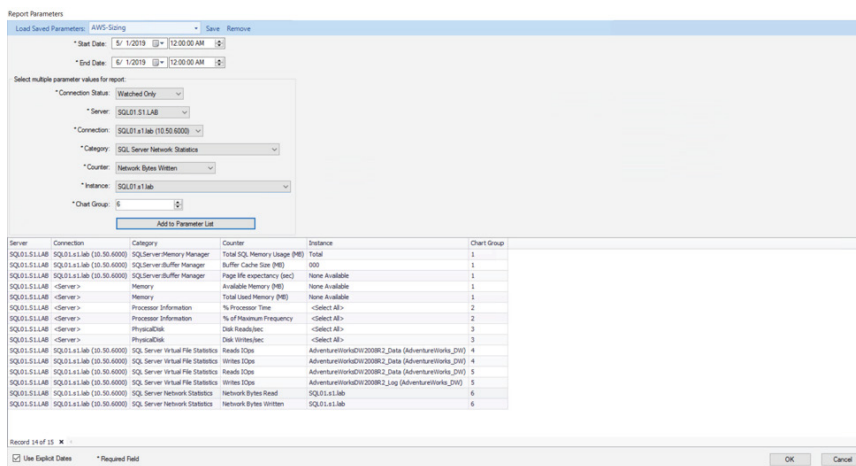 Report Parameters
Load Saved Parameters: AWS-Sizing Save Remove
* Start Date: 5/ 1/2019 12:00:00 AM
* End Date: 6/ 1/2019 12:00:00 AM
Select multiple parameter values for report:
* Connection Status: Watched Only
* Server: SQL01.S1.LAB
* Connection: SQL01.s1.lab (10.50.6000)
* Category: SQL Server Network Statistics
* Counter: Network Bytes Written
* Instance: SQL01.s1.lab
* Chart Group: 6
Add to Parameter List
Server Connection Category Counter Instance Chart Group
SQL01.S1.LAB SQL01.s1.lab (10.50.6000) SQLServer:Memory Manager Total SQL Memory Usage (MB) Total 1
SQL01.S1.LAB SQL01.s1.lab (10.50.6000) SQLServer:Buffer Manager Buffer Cache Size (MB) 000 1
SQL01.S1.LAB SQL01.s1.lab (10.50.6000) SQLServer:Buffer Manager Page life expectancy (sec) None Available 1
SQL01.S1.LAB <Server> Memory Available Memory (MB) None Available 1
SQL01.S1.LAB <Server> Memory Total Used Memory (MB) None Available 1
SQL01.S1.LAB <Server> Processor Information % Processor Time <Select All> 2
SQL01.S1.LAB <Server> Processor Information % of Maximum Frequency <Select All> 2
SQL01.S1.LAB <Server> PhysicalDisk Disk Reads/sec <Select All> 3
SQL01.S1.LAB <Server> PhysicalDisk Disk Writes/sec <Select All> 3
SQL01.S1.LAB SQL01.s1.lab (10.50.6000) SQL Server Virtual File Statistics Reads IOps AdventureWorksDW2008R2_Data (AdventureWorks_DW) 4
SQL01.S1.LAB SQL01.s1.lab (10.50.6000) SQL Server Virtual File Statistics Writes IOps AdventureWorksDW2008R2_Data (AdventureWorks_DW) 4
SQL01.S1.LAB SQL01.s1.lab (10.50.6000) SQL Server Virtual File Statistics Reads IOps AdventureWorksDW2008R2_Data (AdventureWorks_DW) 5
SQL01.S1.LAB SQL01.s1.lab (10.50.6000) SQL Server Virtual File Statistics Writes IOps AdventureWorksDW2008R2_Log (AdventureWorks_DW) 5
SQL01.S1.LAB SQL01.s1.lab (10.50.6000) SQL Server Network Statistics Network Bytes Read SQL01.s1.lab 6
SQL01.S1.LAB SQL01.s1.lab (10.50.6000) SQL Server Network Statistics Network Bytes Written SQL01.s1.lab 6
Record 14 of 15
Use Explicit Dates * Required Field OK Cancel